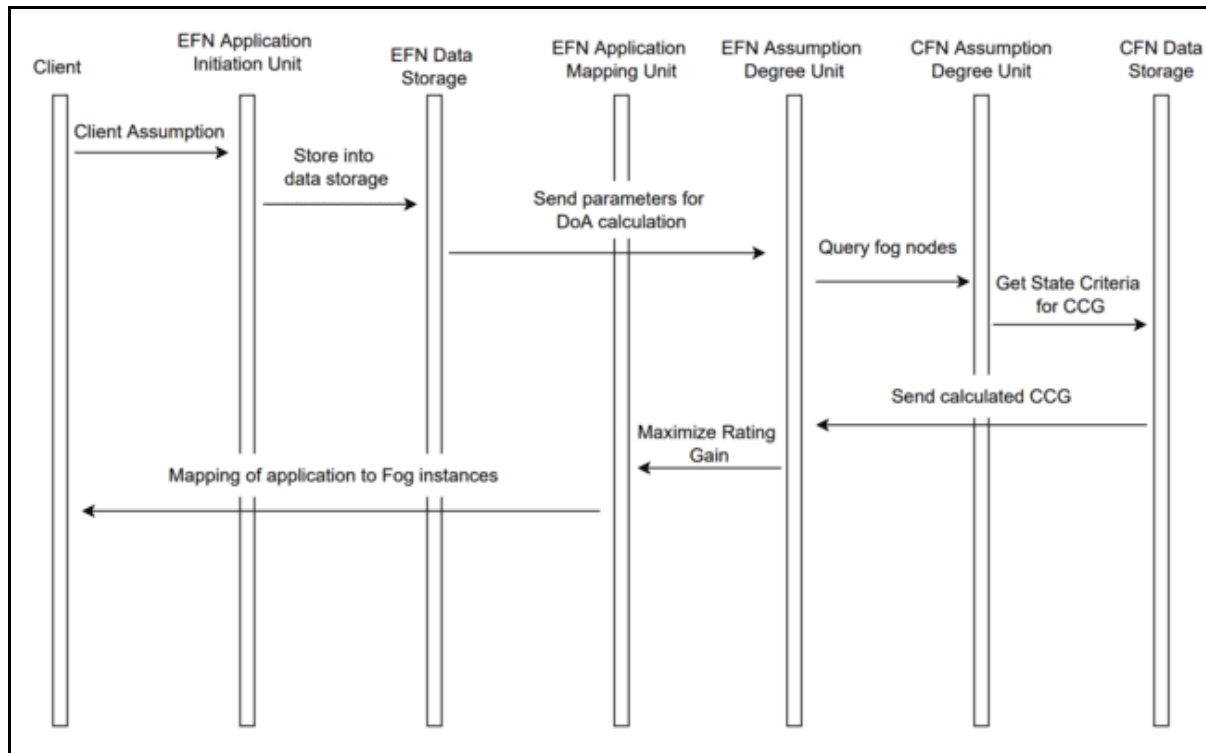 Client
EFN Application
Initiation Unit
EFN Data
Storage
EFN Application
Mapping Unit
EFN Assumption
Degree Unit
CFN Assumption
Degree Unit
CFN Data
Storage
Client Assumption
Store into
data storage
Send parameters for
DoA calculation
Query fog nodes
Get State Criteria
for CCG
Send calculated CCG
Maximize Rating
Gain
Mapping of application to Fog instances